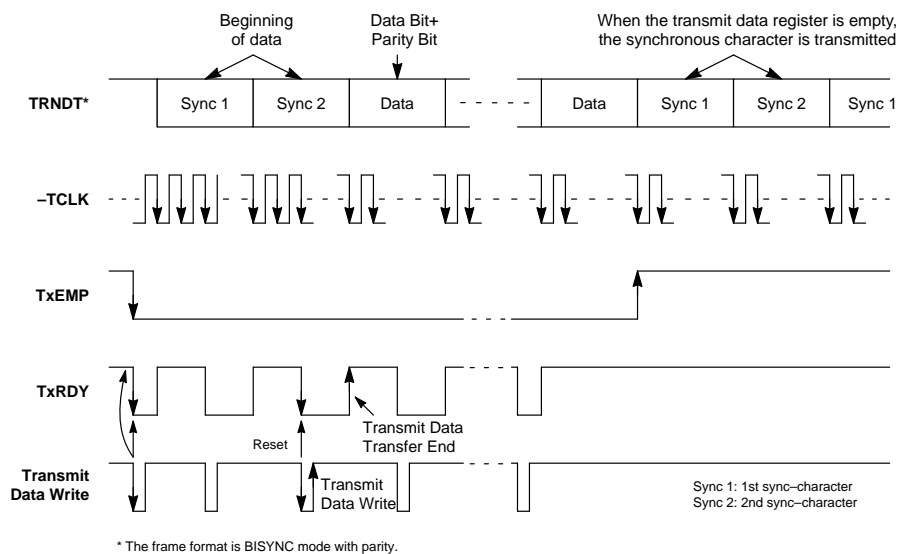 Beginning
of data
Data Bit+
Parity Bit
When the transmit data register is empty,
the synchronous character is transmitted
TRNDT*
Sync 1
Sync 2
Data
Data
Sync 1
Sync 2
Sync 1
–TCLK
TxEMP
TxRDY
Transmit Data
Transfer End
Reset
Transmit
Data Write
Transmit
Data Write
Sync 1: 1st sync–character
Sync 2: 2nd sync–character
* The frame format is BISYNC mode with parity.